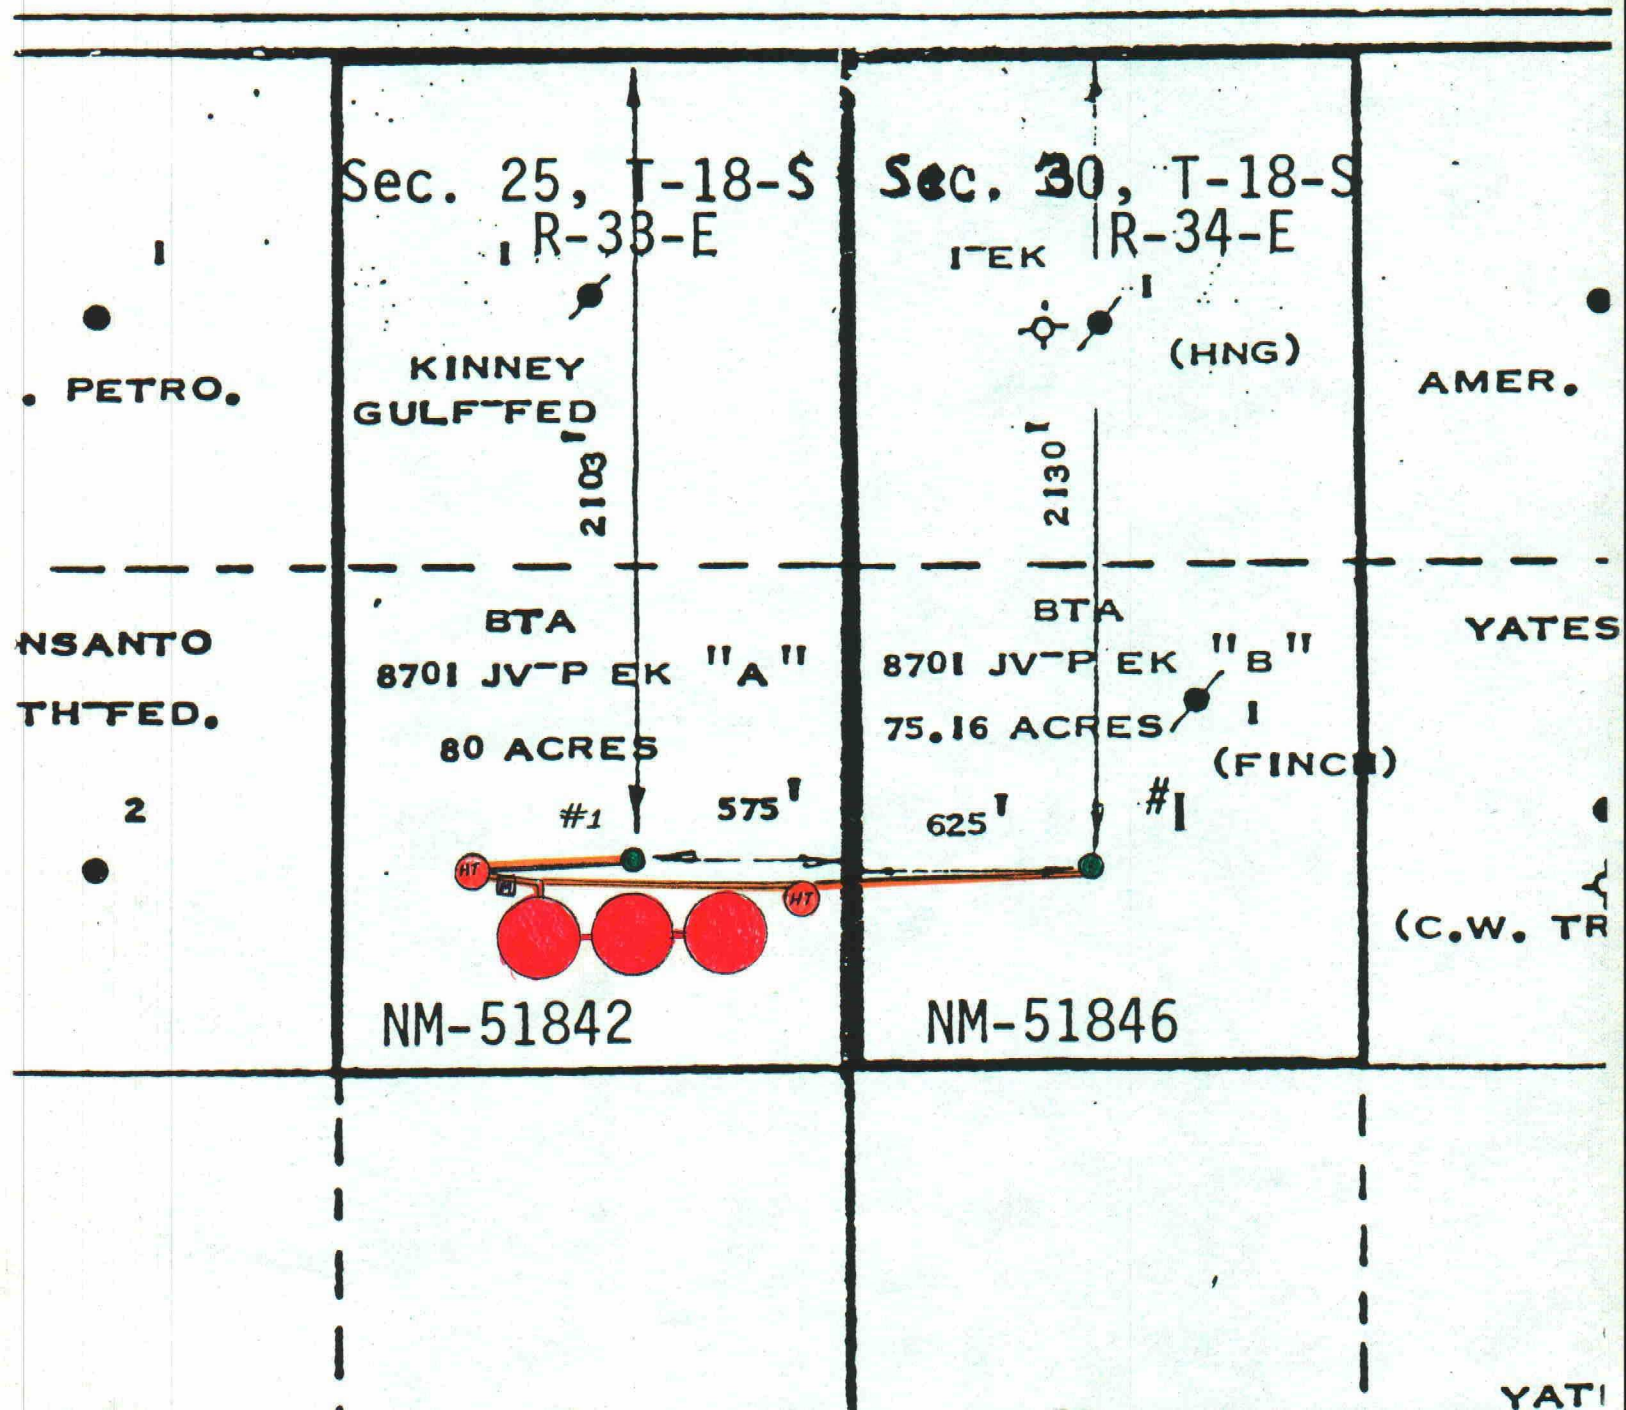 Sec. 25, T-18-S
R-33-E
Sec. 30, T-18-S
R-34-E
1
1
1-EK
1
(HNG)
KINNEY
GULF-FED
. PETRO.
AMER.
2103'
2130'
BTA
8701 JV-P EK "A"
80 ACRES
BTA
8701 JV-P EK "B"
75.16 ACRES
1
(FINCH)
NSANTO
TH-FED.
2
YATES
#1
575'
625'
#1
HT
M
HT
(C.W. TR
NM-51842
NM-51846
YAT